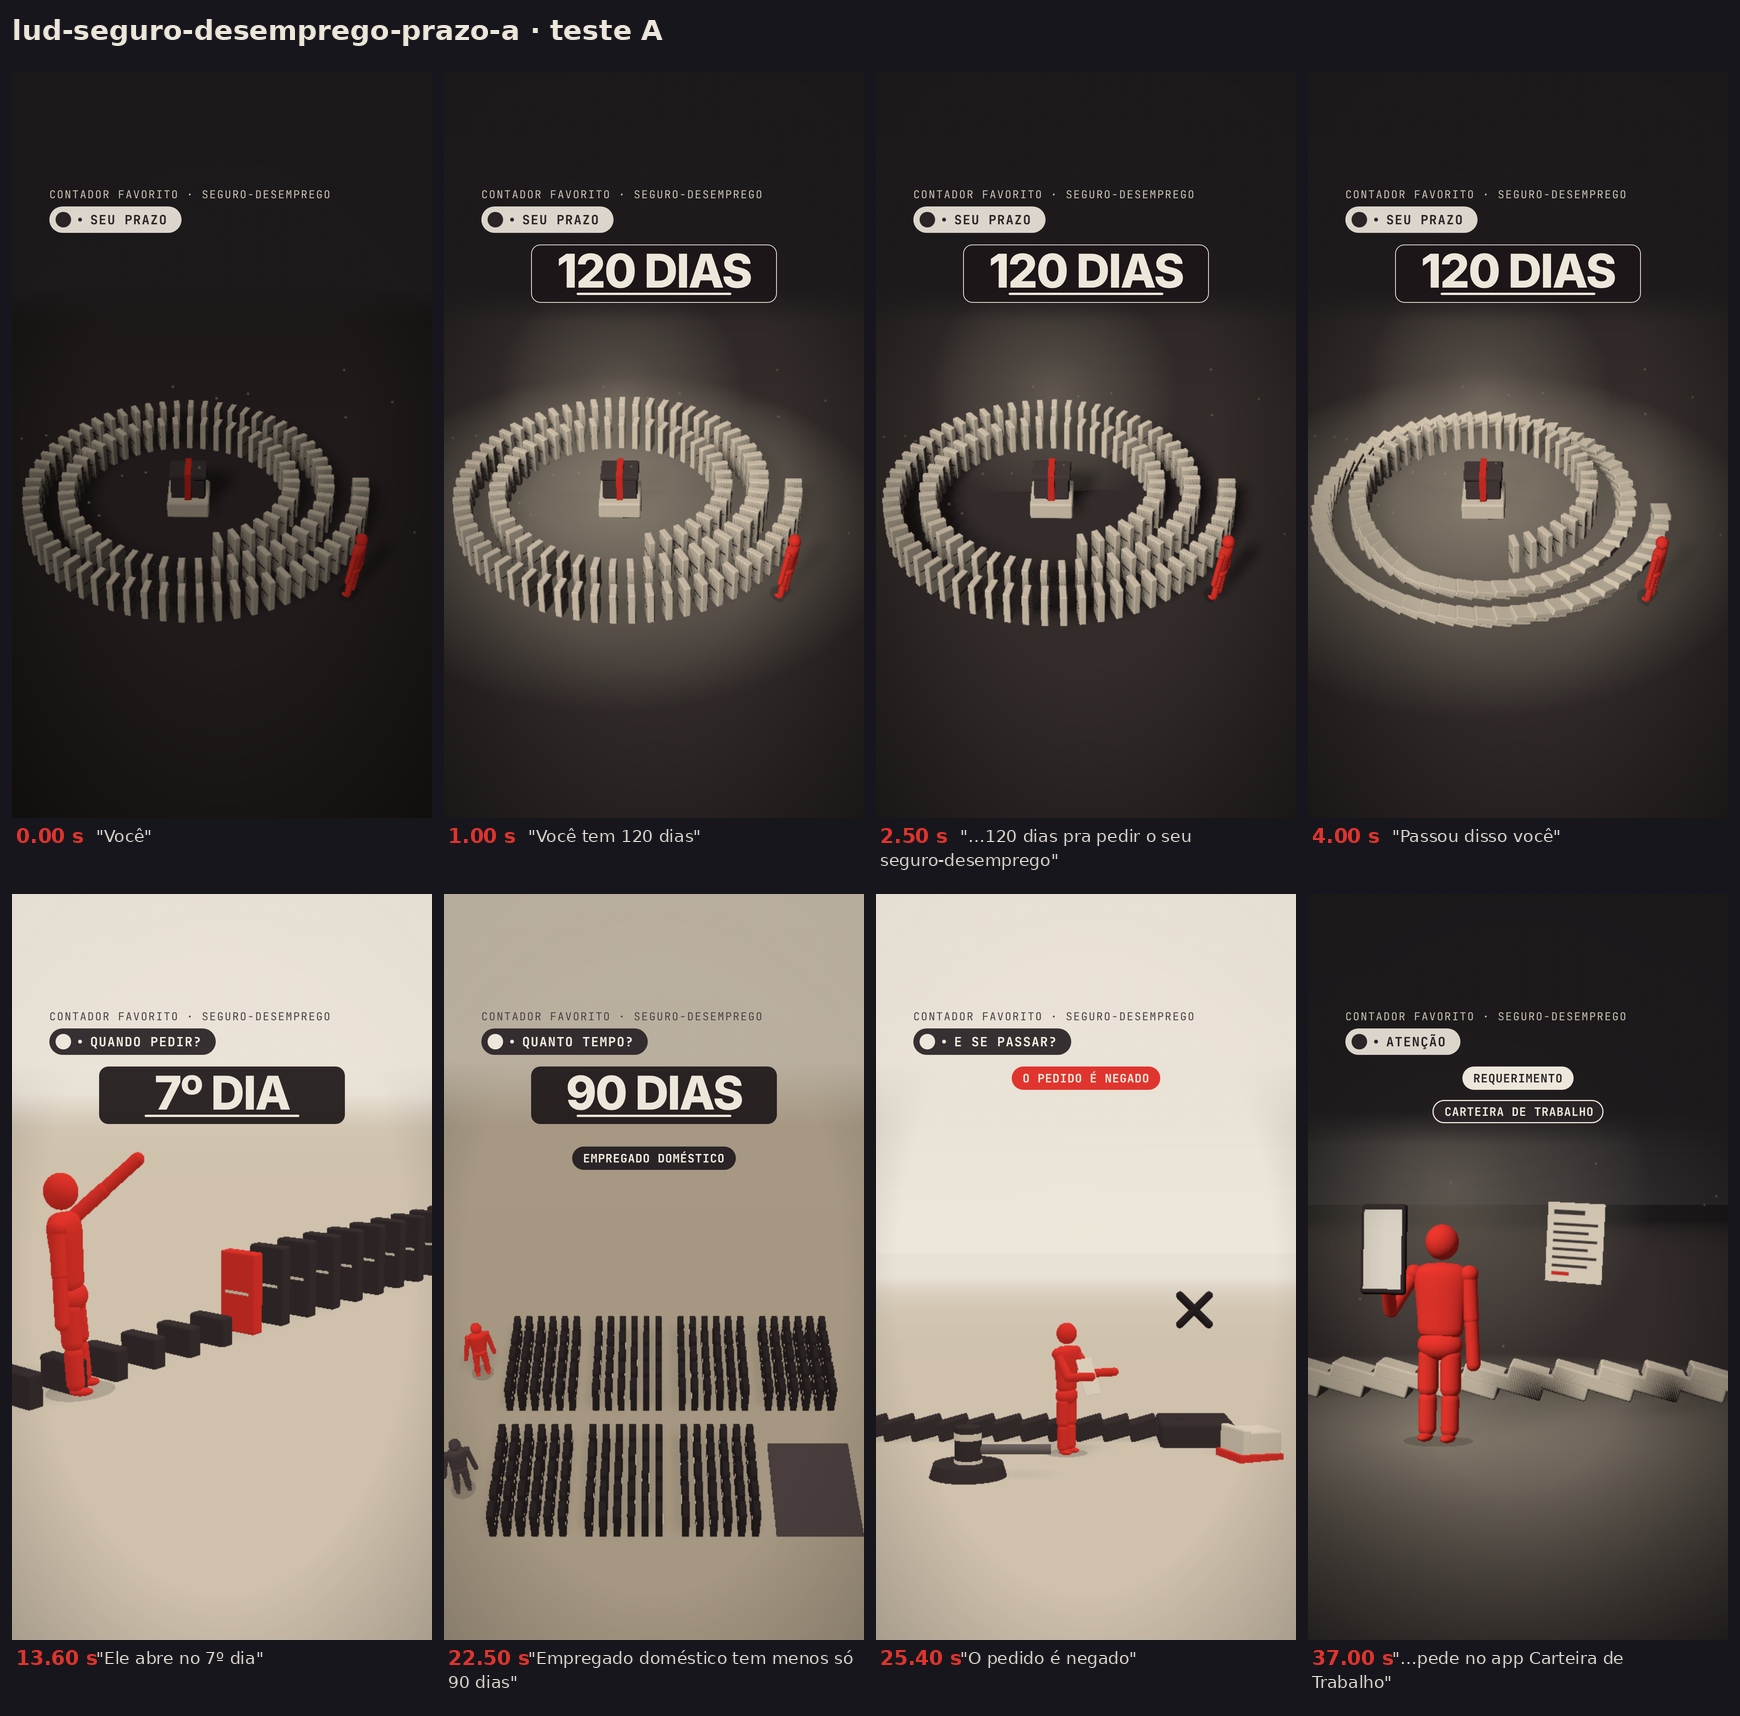 lud-seguro-desemprego-prazo-a · teste A
CONTADOR FAVORITO · SEGURO-DESEMPREGO
• SEU PRAZO
0.00 s "Você"
CONTADOR FAVORITO · SEGURO-DESEMPREGO
• SEU PRAZO
120 DIAS
1.00 s "Você tem 120 dias"
CONTADOR FAVORITO · SEGURO-DESEMPREGO
• SEU PRAZO
120 DIAS
2.50 s "...120 dias pra pedir o seu
seguro-desemprego"
CONTADOR FAVORITO · SEGURO-DESEMPREGO
• SEU PRAZO
120 DIAS
4.00 s "Passou disso você"
CONTADOR FAVORITO · SEGURO-DESEMPREGO
• QUANDO PEDIR?
7º DIA
13.60 s "Ele abre no 7º dia"
CONTADOR FAVORITO · SEGURO-DESEMPREGO
• QUANTO TEMPO?
90 DIAS
EMPREGADO DOMÉSTICO
22.50 s "Empregado doméstico tem menos só
90 dias"
CONTADOR FAVORITO · SEGURO-DESEMPREGO
• E SE PASSAR?
O PEDIDO É NEGADO
25.40 s "O pedido é negado"
CONTADOR FAVORITO · SEGURO-DESEMPREGO
• ATENÇÃO
REQUERIMENTO
CARTEIRA DE TRABALHO
37.00 s "...pede no app Carteira de
Trabalho"